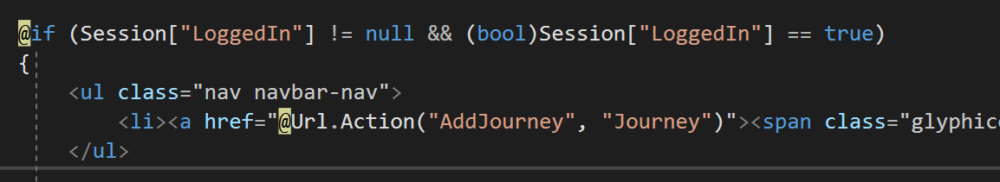 @if (Session["LoggedIn"] != null && (bool)Session["LoggedIn"] == true)
{
<ul class="nav navbar-nav">
<li><a href="@Url.Action("AddJourney", "Journey")"><span class="glyphic
</ul>